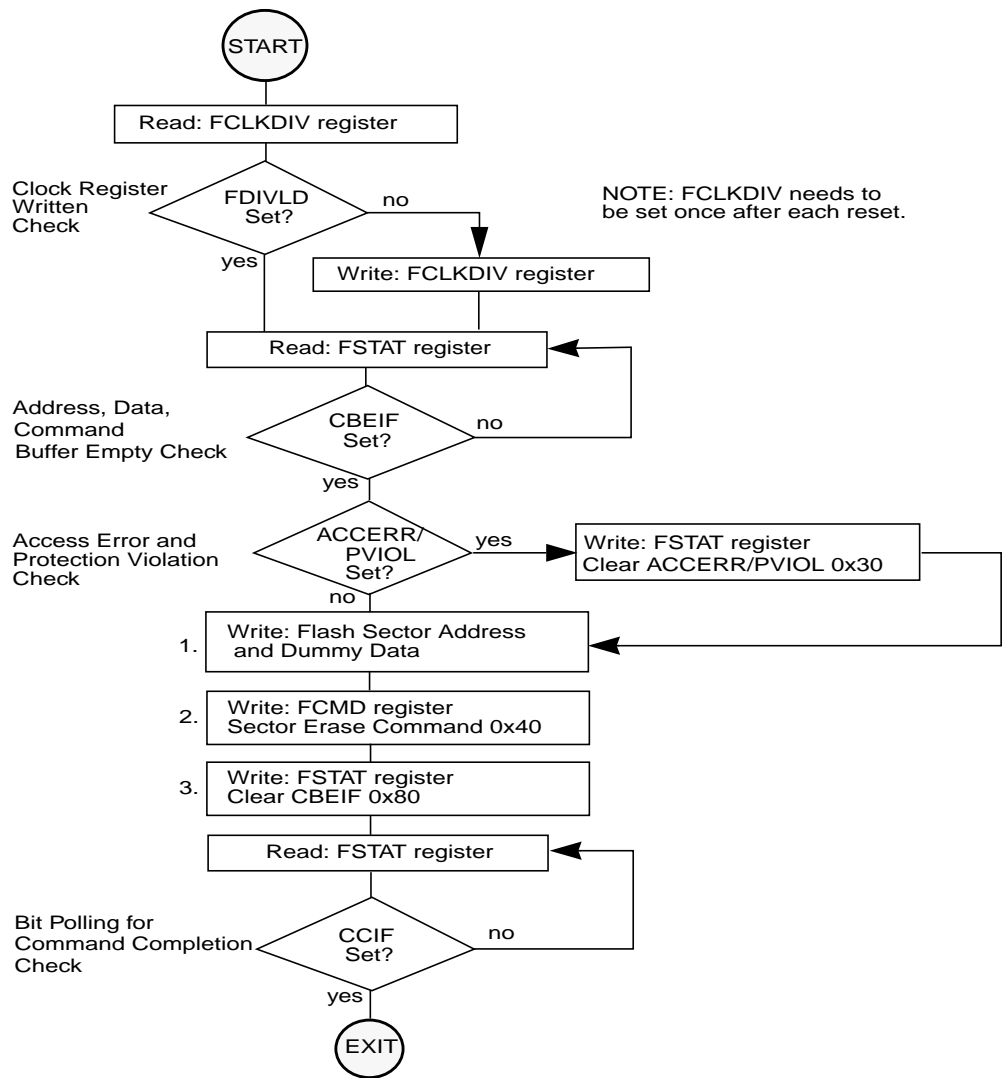 START
Read: FCLKDIV register
Clock Register
Written
Check
FDIVLD
Set?
no
NOTE: FCLKDIV needs to
be set once after each reset.
yes
Write: FCLKDIV register
Read: FSTAT register
Address, Data,
Command
Buffer Empty Check
CBEIF
Set?
no
yes
Access Error and
Protection Violation
Check
ACCERR/
PVIOL
Set?
yes
Write: FSTAT register
Clear ACCERR/PVIOL 0x30
no
1.
Write: Flash Sector Address
and Dummy Data
2.
Write: FCMD register
Sector Erase Command 0x40
3.
Write: FSTAT register
Clear CBEIF 0x80
Read: FSTAT register
Bit Polling for
Command Completion
Check
CCIF
Set?
no
yes
EXIT